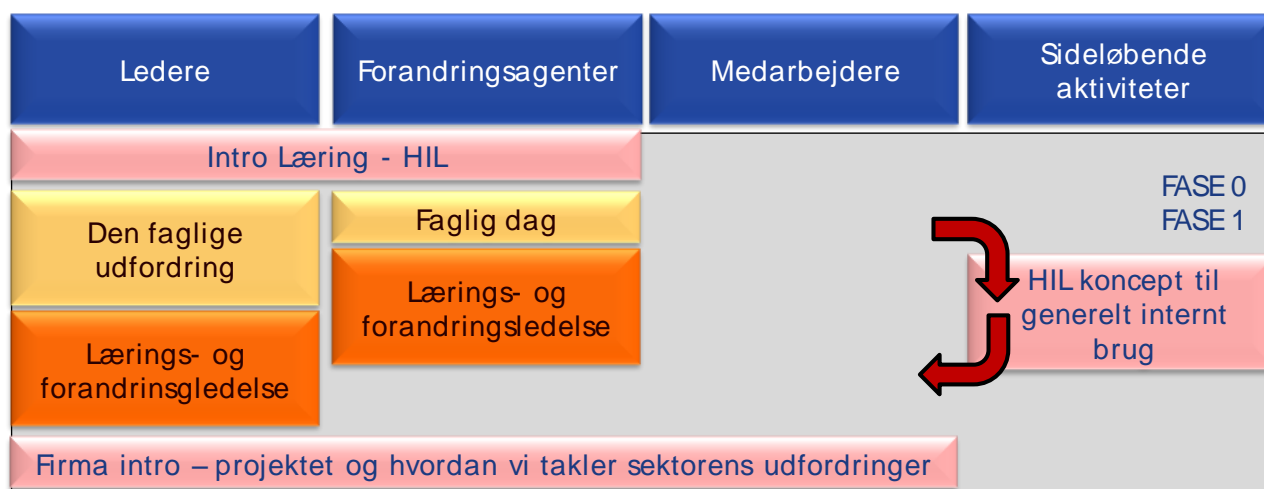 Ledere
Forandringsagenter
Medarbejdere
Sideløbende
aktiviteter
Intro Læring - HIL
FASE 0
FASE 1
Den faglige
udfordring
Faglig dag
Lærings- og
forandringsledelse
HIL koncept til
generelt internt
brug
Lærings- og
forandrinsgledelse
Firma intro – projektet og hvordan vi takler sektorens udfordringer